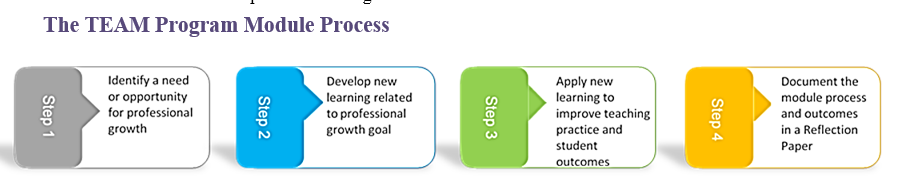 The TEAM Program Module Process
Step 1
Identify a need
or opportunity
for professional
growth
Step 2
Develop new
learning related
to professional
growth goal
Step 3
Apply new
learning to
improve teaching
practice and
student
outcomes
Step 4
Document the
module process
and outcomes
in a Reflection
Paper